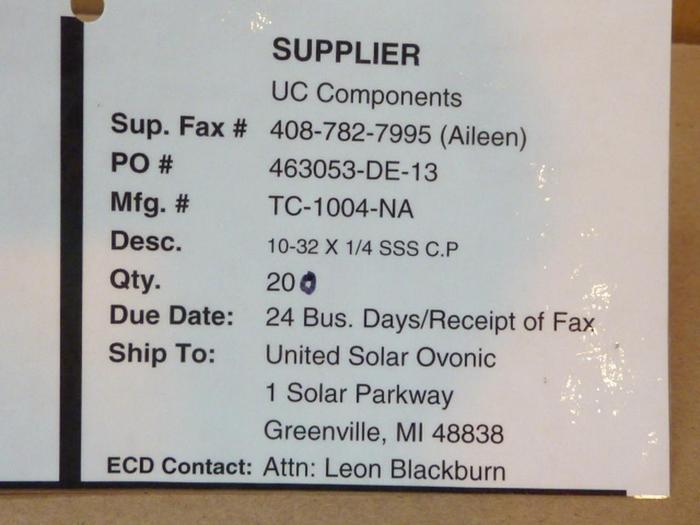 SUPPLIER
UC Components
Sup. Fax # 408-782-7995 (Aileen)
PO # 463053-DE-13
Mfg. # TC-1004-NA
Desc. 10-32 X 1/4 SSS C.P
Qty. 200
Due Date: 24 Bus. Days/Receipt of Fax
Ship To: United Solar Ovonic
1 Solar Parkway
Greenville, MI 48838
ECD Contact: Attn: Leon Blackburn